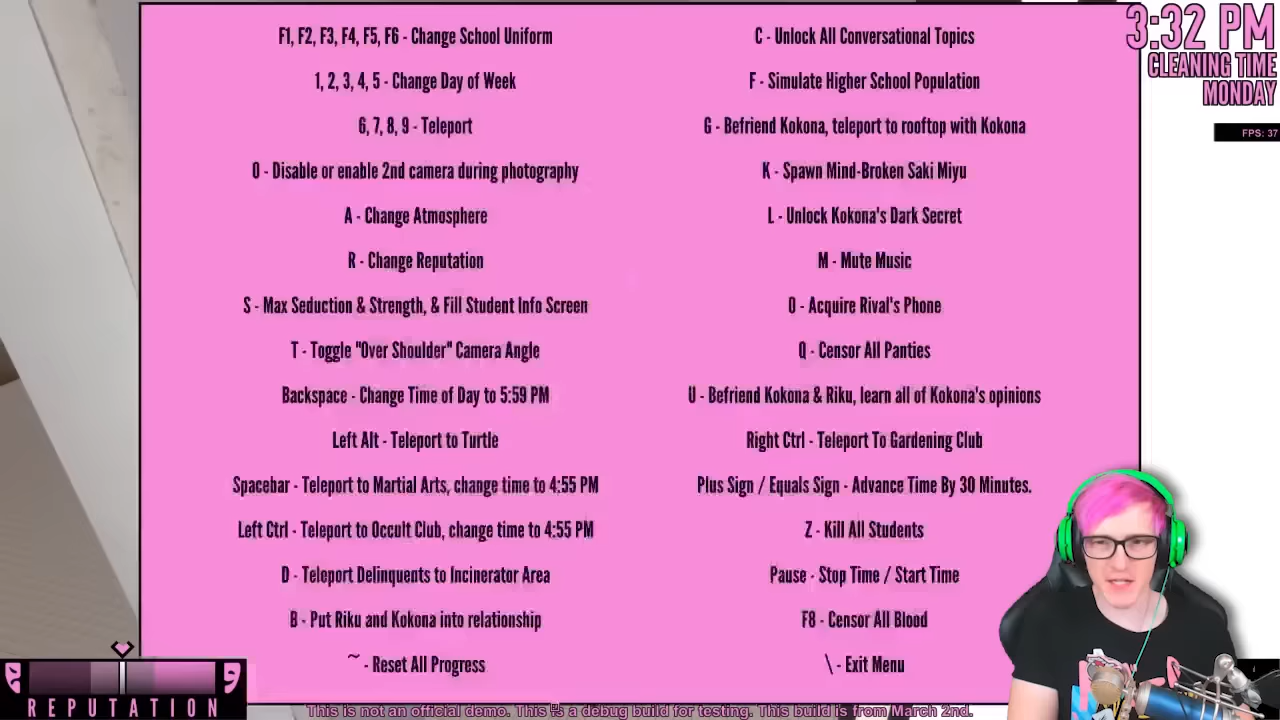 F1, F2, F3, F4, F5, F6 - Change School Uniform
1, 2, 3, 4, 5 - Change Day of Week
6, 7, 8, 9 - Teleport
0 - Disable or enable 2nd camera during photography
A - Change Atmosphere
R - Change Reputation
S - Max Seduction & Strength, & Fill Student Info Screen
T - Toggle "Over Shoulder" Camera Angle
Backspace - Change Time of Day to 5:59 PM
Left Alt - Teleport to Turtle
Spacebar - Teleport to Martial Arts, change time to 4:55 PM
Left Ctrl - Teleport to Occult Club, change time to 4:55 PM
D - Teleport Delinquents to Incinerator Area
B - Put Riku and Kokona into relationship
~ - Reset All Progress
C - Unlock All Conversational Topics
F - Simulate Higher School Population
G - Befriend Kokona, teleport to rooftop with Kokona
K - Spawn Mind-Broken Saki Miyu
L - Unlock Kokona's Dark Secret
M - Mute Music
O - Acquire Rival's Phone
Q - Censor All Panties
U - Befriend Kokona & Riku, learn all of Kokona's opinions
Right Ctrl - Teleport To Gardening Club
Plus Sign / Equals Sign - Advance Time By 30 Minutes.
Z - Kill All Students
Pause - Stop Time / Start Time
F8 - Censor All Blood
\ - Exit Menu
3:32 PM
CLEANING TIME
MONDAY
FPS: 37
REPUTATION
This is not an official demo. This is a debug build for testing. This build is from March 2nd.